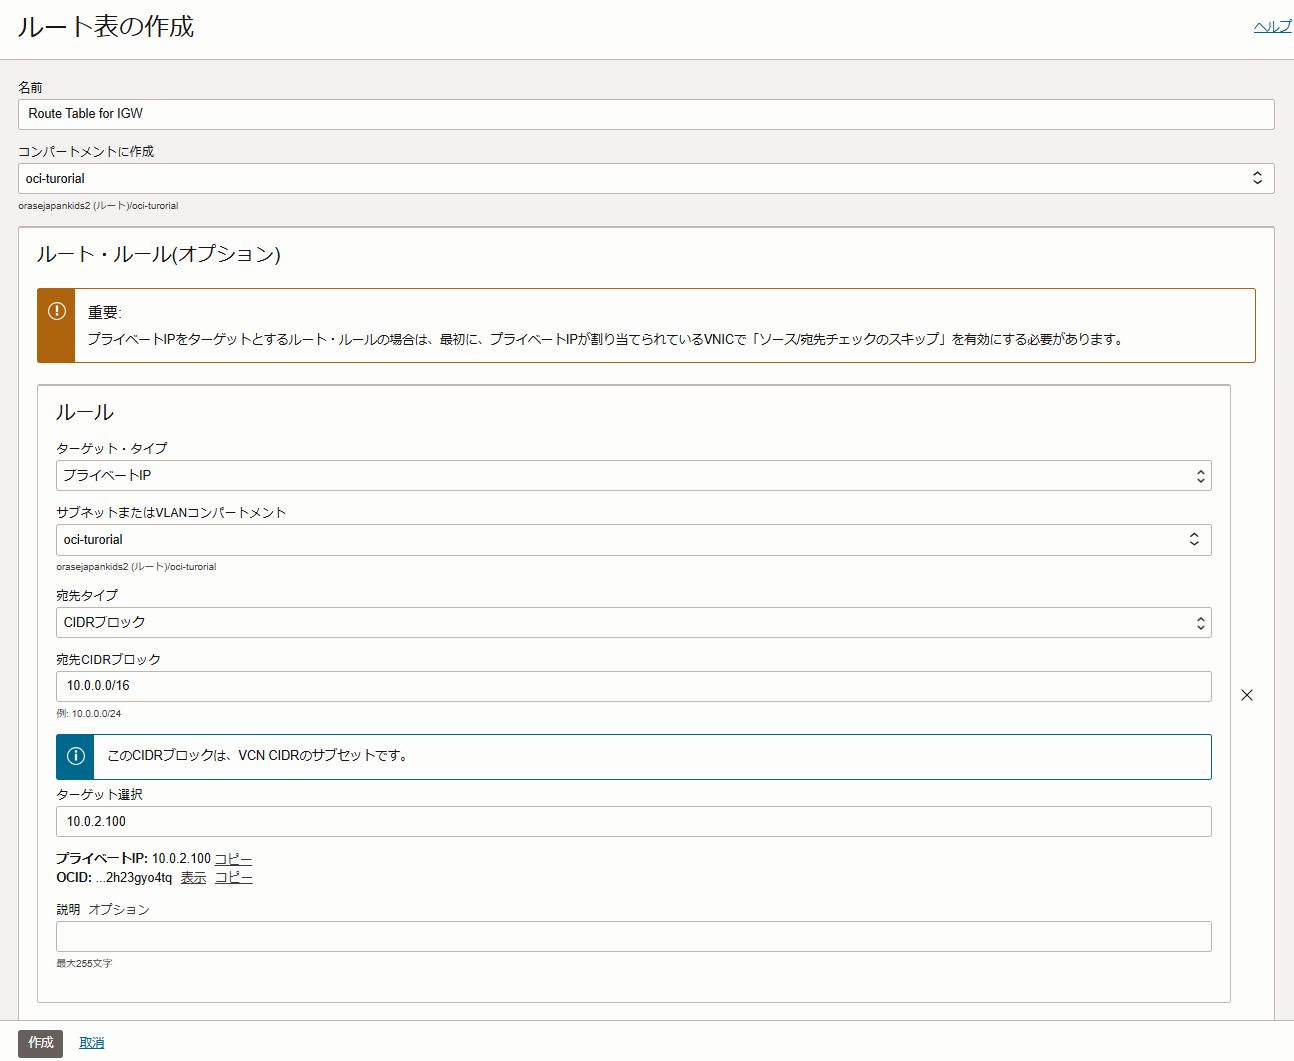 ルート表の作成
ヘルプ
名前
Route Table for IGW
コンパートメントに作成
oci-turorial
orasejapankids2 (ルート)/oci-turorial
ルート・ルール(オプション)
重要:
プライベートIPをターゲットとするルート・ルールの場合は、最初に、プライベートIPが割り当てられているVNICで「ソース/宛先チェックのスキップ」を有効にする必要があります。
ルール
ターゲット・タイプ
プライベートIP
サブネットまたはVLANコンパートメント
oci-turorial
orasejapankids2 (ルート)/oci-turorial
宛先タイプ
CIDRブロック
宛先CIDRブロック
10.0.0.0/16
例: 10.0.0.0/24
このCIDRブロックは、VCN CIDRのサブセットです。
ターゲット選択
10.0.2.100
プライベートIP: 10.0.2.100 コピー
OCID: ...2h23gyo4tq 表示 コピー
説明 オプション
最大255文字
作成 取消